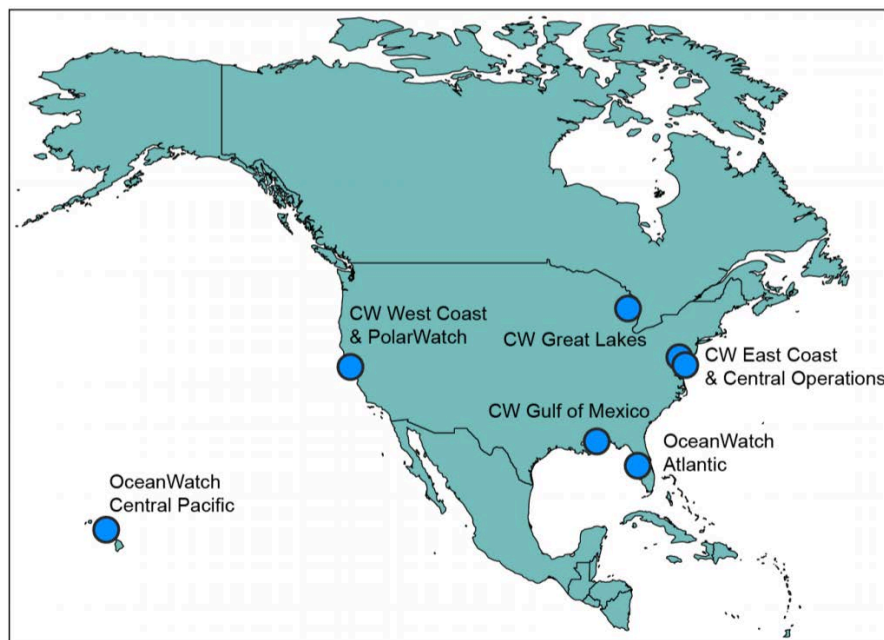 CW West Coast
& PolarWatch
CW Great Lakes
CW East Coast
& Central Operations
CW Gulf of Mexico
OceanWatch
Atlantic
OceanWatch
Central Pacific